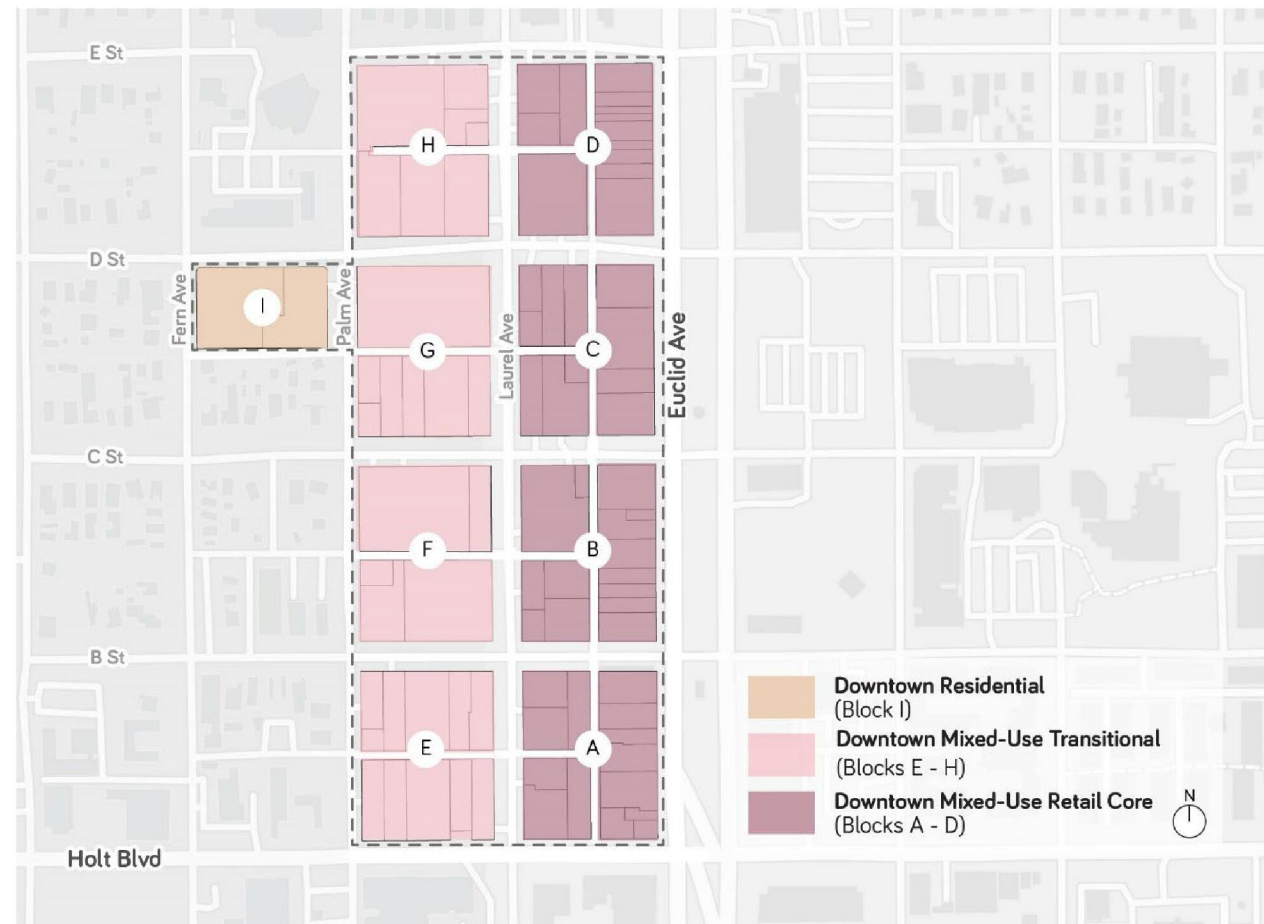 E St
H
D
D St
Fern Ave
I
Palm Ave
G
Laurel Ave
C
Euclid Ave
C St
F
B
B St
E
A
Holt Blvd
Downtown Residential
(Block I)
Downtown Mixed-Use Transitional
(Blocks E - H)
Downtown Mixed-Use Retail Core
(Blocks A - D)
N